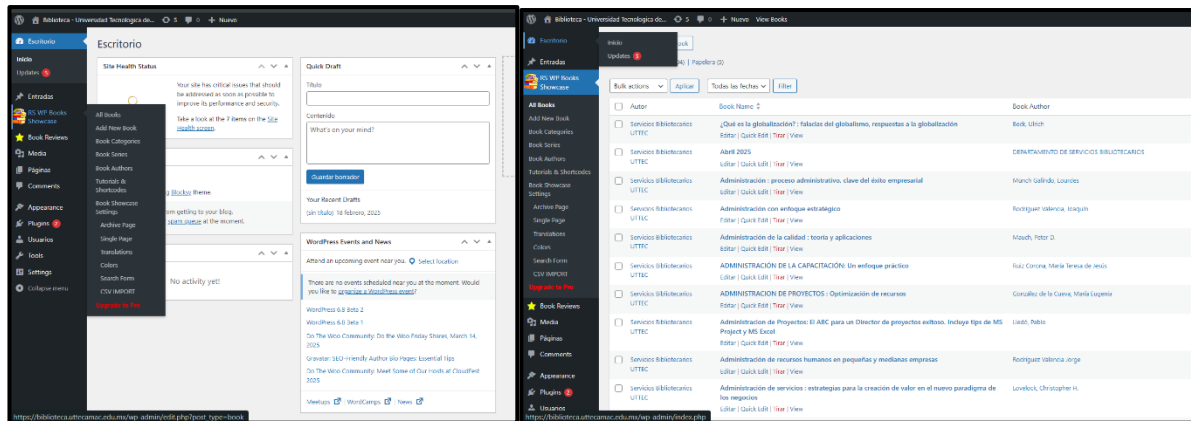 Biblioteca - Universidad Tecnologica de... 5 0 + Nuevo
Escritorio
Inicio
Updates 5
Entradas
RS WP Books
Showcase
Book Reviews
Media
Páginas
Comments
Appearance
Plugins 2
Usuarios
Tools
Settings
Collapse menu
All Books
Add New Book
Book Categories
Book Series
Book Authors
Tutorials &
Shortcodes
Book Showcase
Settings
Archive Page
Single Page
Translations
Colors
Search Form
CSV IMPORT
Upgrade to Pro
Escritorio
Site Health Status
Your site has critical issues that should
be addressed as soon as possible to
improve its performance and security.
Take a look at the 7 items on the Site
Health screen.
Blocksy theme.
om getting to your blog.
spam queue at the moment.
No activity yet!
Quick Draft
Título
Contenido
What's on your mind?
Guardar borrador
Your Recent Drafts
(sin título) 18 febrero, 2025
WordPress Events and News
Attend an upcoming event near you. Select location
There are no events scheduled near you at the moment. Would
you like to organize a WordPress event?
WordPress 6.8 Beta 2
WordPress 6.8 Beta 1
Do The Woo Community: Do the Woo Friday Shares, March 14,
2025
Gravatar: SEO-Friendly Author Bio Pages: Essential Tips
Do The Woo Community: Meet Some of Our Hosts at CloudFest
2025
Meetups | WordCamps | News
https://biblioteca.uttecamac.edu.mx/wp-admin/edit.php?post_type=book
Biblioteca - Universidad Tecnologica de... 5 0 + Nuevo View Books
Escritorio
Inicio
Updates
Entradas
RS WP Books
Showcase
All Books
Add New Book
Book Categories
Book Series
Book Authors
Tutorials & Shortcodes
Book Showcase
Settings
Archive Page
Single Page
Translations
Colors
Search Form
CSV IMPORT
Upgrade to Pro
Book Reviews
Media
Páginas
Comments
Appearance
Plugins 2
Usuarios
ook
| Papelera (3)
Bulk actions Aplicar Todas las fechas Filter
Autor Book Name Book Author
Servicios Bibliotecarios UTTEC ¿Qué es la globalización? : falacias del globalismo, respuestas a la globalización Beck, Ulrich
Editar | Quick Edit | Tirar | View
Servicios Bibliotecarios UTTEC Abril 2025 DEPARTAMENTO DE SERVICIOS BIBLIOTECARIOS
Editar | Quick Edit | Tirar | View
Servicios Bibliotecarios UTTEC Administración : proceso administrativo, clave del éxito empresarial Munch Galindo, Lourdes
Editar | Quick Edit | Tirar | View
Servicios Bibliotecarios UTTEC Administración con enfoque estratégico Rodríguez Valencia, Joaquín
Editar | Quick Edit | Tirar | View
Servicios Bibliotecarios UTTEC Administración de la calidad : teoría y aplicaciones Mauch, Peter D.
Editar | Quick Edit | Tirar | View
Servicios Bibliotecarios UTTEC ADMINISTRACIÓN DE LA CAPACITACIÓN: Un enfoque práctico Ruiz Corona, María Teresa de Jesús
Editar | Quick Edit | Tirar | View
Servicios Bibliotecarios UTTEC ADMINISTRACION DE PROYECTOS : Optimización de recursos González de la Cueva, María Eugenia
Editar | Quick Edit | Tirar | View
Servicios Bibliotecarios UTTEC Administracion de Proyectos: El ABC para un Director de proyectos exitoso. Incluye tips de MS Lledó, Pablo
Project y MS Excel
Editar | Quick Edit | Tirar | View
Servicios Bibliotecarios UTTEC Administración de recursos humanos en pequeñas y medianas empresas Rodríguez Valencia Jorge
Editar | Quick Edit | Tirar | View
Servicios Bibliotecarios UTTEC Administración de servicios : estrategias para la creación de valor en el nuevo paradigma de Lovelock, Christopher H.
los negocios
Editar | Quick Edit | Tirar | View
https://biblioteca.uttecamac.edu.mx/wp-admin/index.php